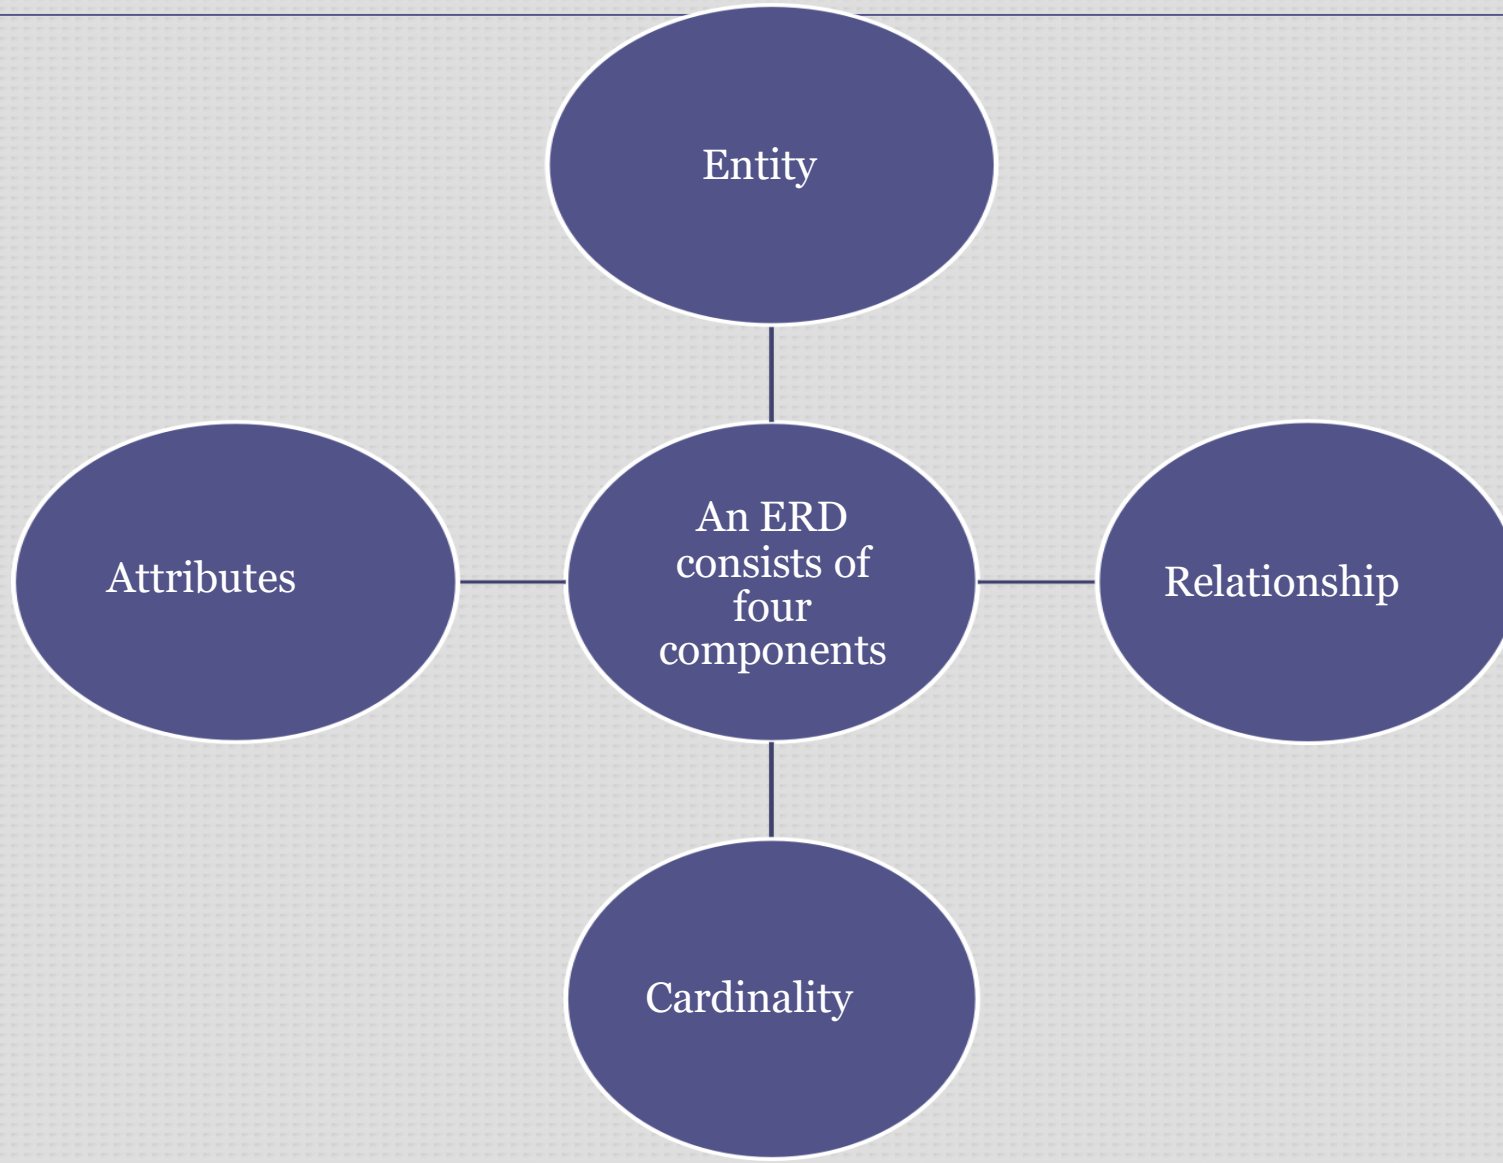 Entity
Attributes
An ERD
consists of
four
components
Relationship
Cardinality